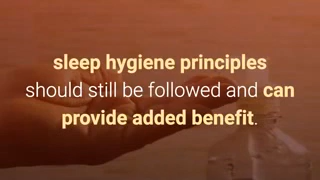 sleep hygiene principles
should still be followed and can
provide added benefit.